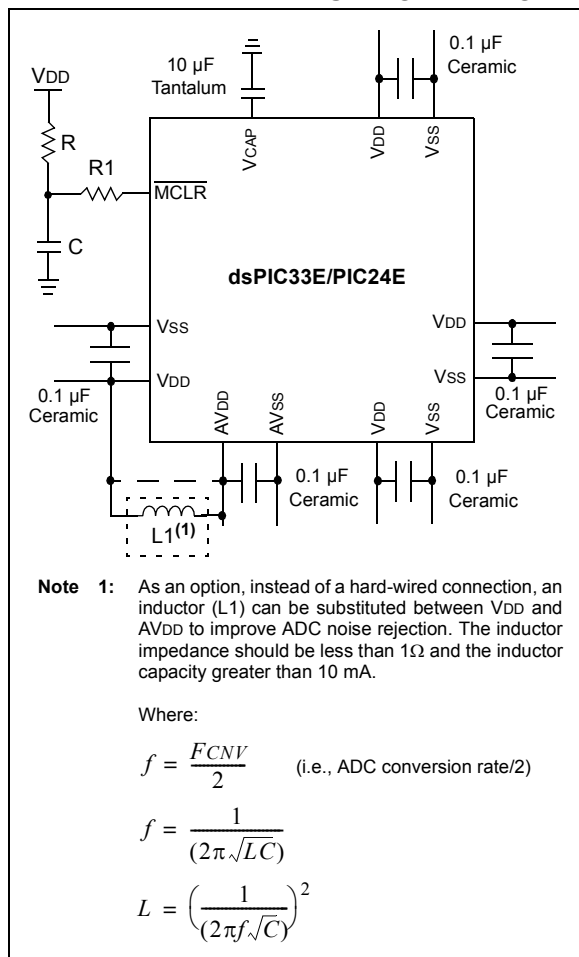 0.1 µF
Ceramic
10 µF
Tantalum
VDD
R
R1
C
VCAP
VDD
VSS
MCLR
dsPIC33E/PIC24E
VSS
VDD
VDD
VSS
0.1 µF
Ceramic
0.1 µF
Ceramic
AVDD
AVSS
VDD
VSS
0.1 µF
Ceramic
0.1 µF
Ceramic
L1(1)
Note 1: As an option, instead of a hard-wired connection, an
inductor (L1) can be substituted between VDD and
AVDD to improve ADC noise rejection. The inductor
impedance should be less than 1Ω and the inductor
capacity greater than 10 mA.
Where:
f = FCNV / 2 (i.e., ADC conversion rate/2)
f = 1 / (2π√LC)
L = (1 / (2πf√C))²